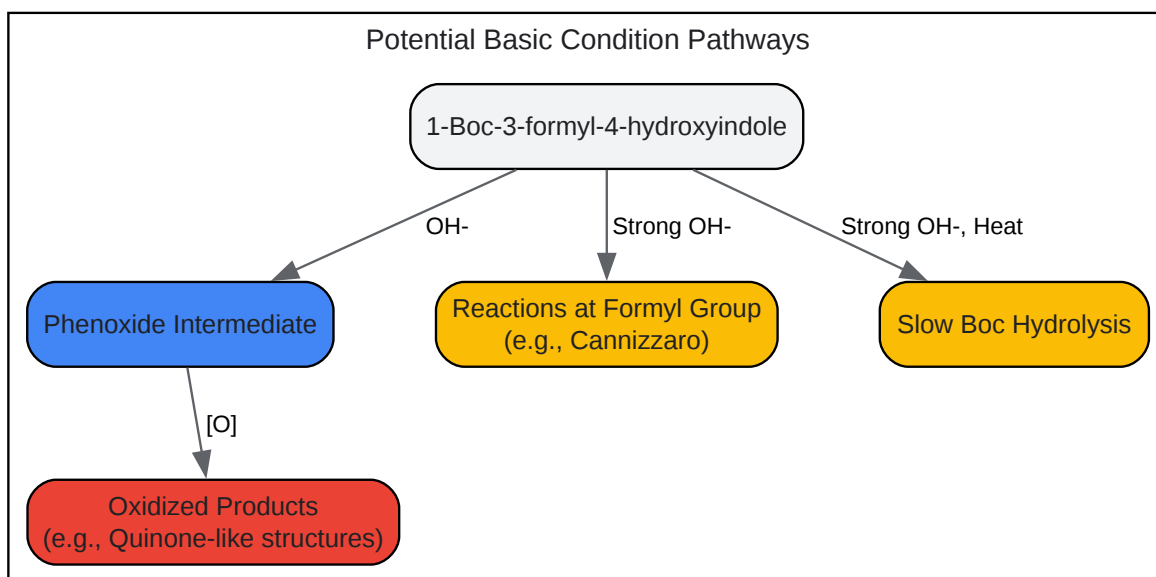 Potential Basic Condition Pathways
1-Boc-3-formyl-4-hydroxyindole
OH-
Strong OH-
Strong OH-, Heat
Phenoxide Intermediate
Reactions at Formyl Group
(e.g., Cannizzaro)
Slow Boc Hydrolysis
[O]
Oxidized Products
(e.g., Quinone-like structures)